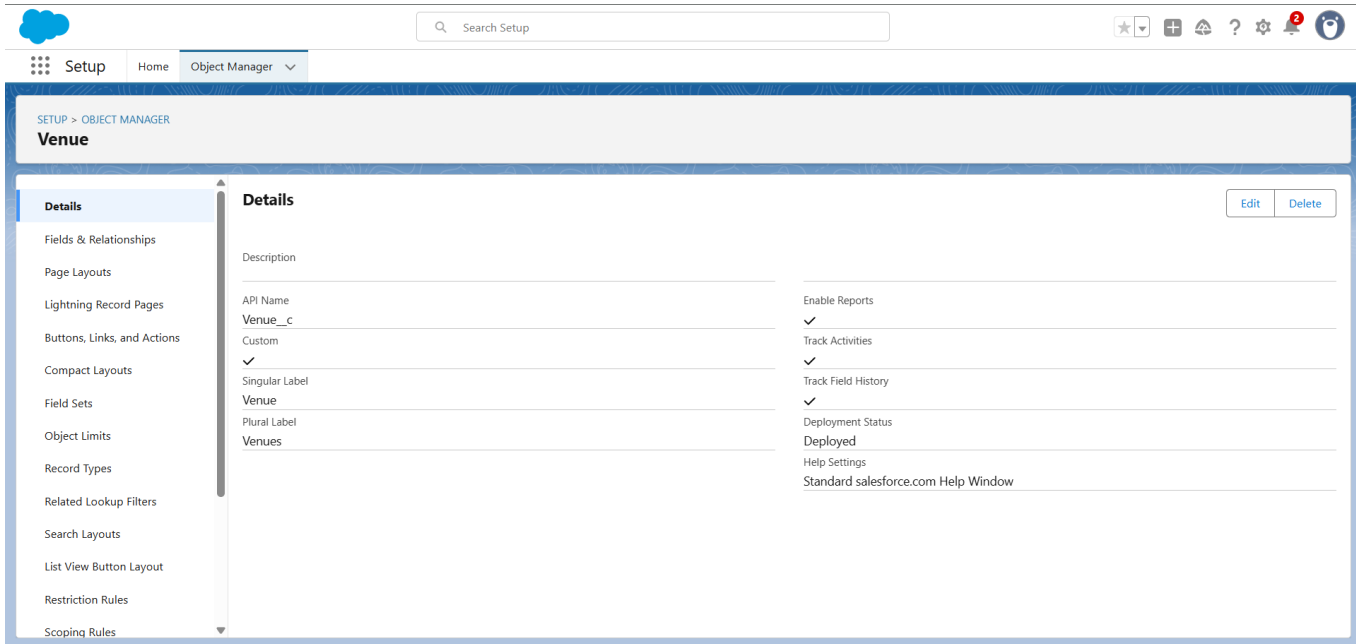 Search Setup
2
Setup
Home
Object Manager
SETUP > OBJECT MANAGER
Venue
Details
Fields & Relationships
Page Layouts
Lightning Record Pages
Buttons, Links, and Actions
Compact Layouts
Field Sets
Object Limits
Record Types
Related Lookup Filters
Search Layouts
List View Button Layout
Restriction Rules
Scoping Rules
Details
Edit
Delete
Description
API Name
Venue__c
Custom
Singular Label
Venue
Plural Label
Venues
Enable Reports
Track Activities
Track Field History
Deployment Status
Deployed
Help Settings
Standard salesforce.com Help Window